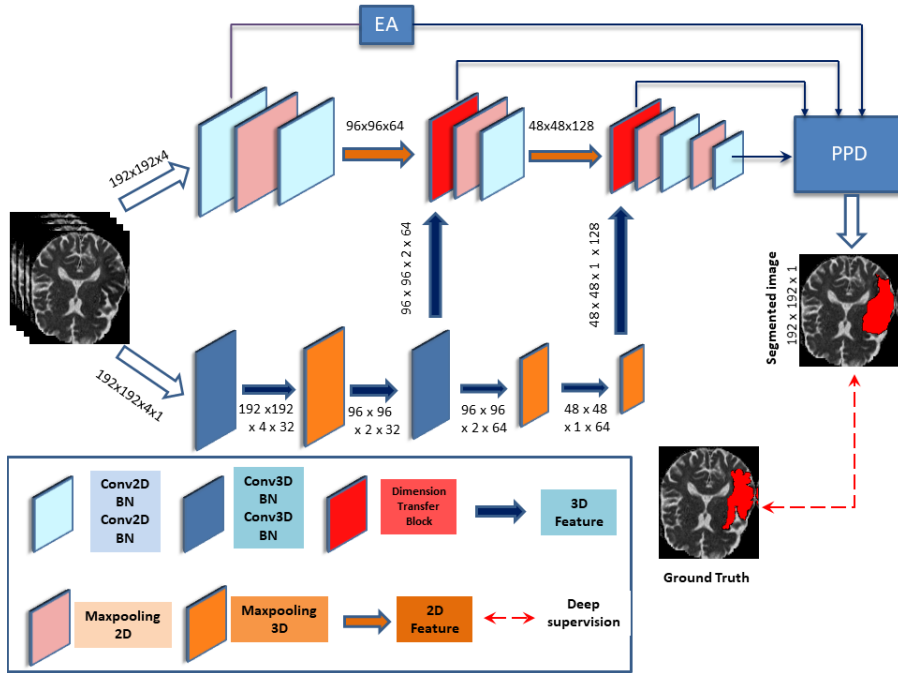 EA
96x96x64
48x48x128
192x192x4
PPD
96 x 96 x 2 x 64
48 x 48 x 1 x 128
Segmented image
192 x 192 x 1
192x192x4x1
192 x192
x 4 x 32
96 x 96
x 2 x 32
96 x 96
x 2 x 64
48 x 48
x 1 x 64
Conv2D
BN
Conv2D
BN
Conv3D
BN
Conv3D
BN
Dimension
Transfer
Block
3D
Feature
Ground Truth
Maxpooling
2D
Maxpooling
3D
2D
Feature
Deep
supervision